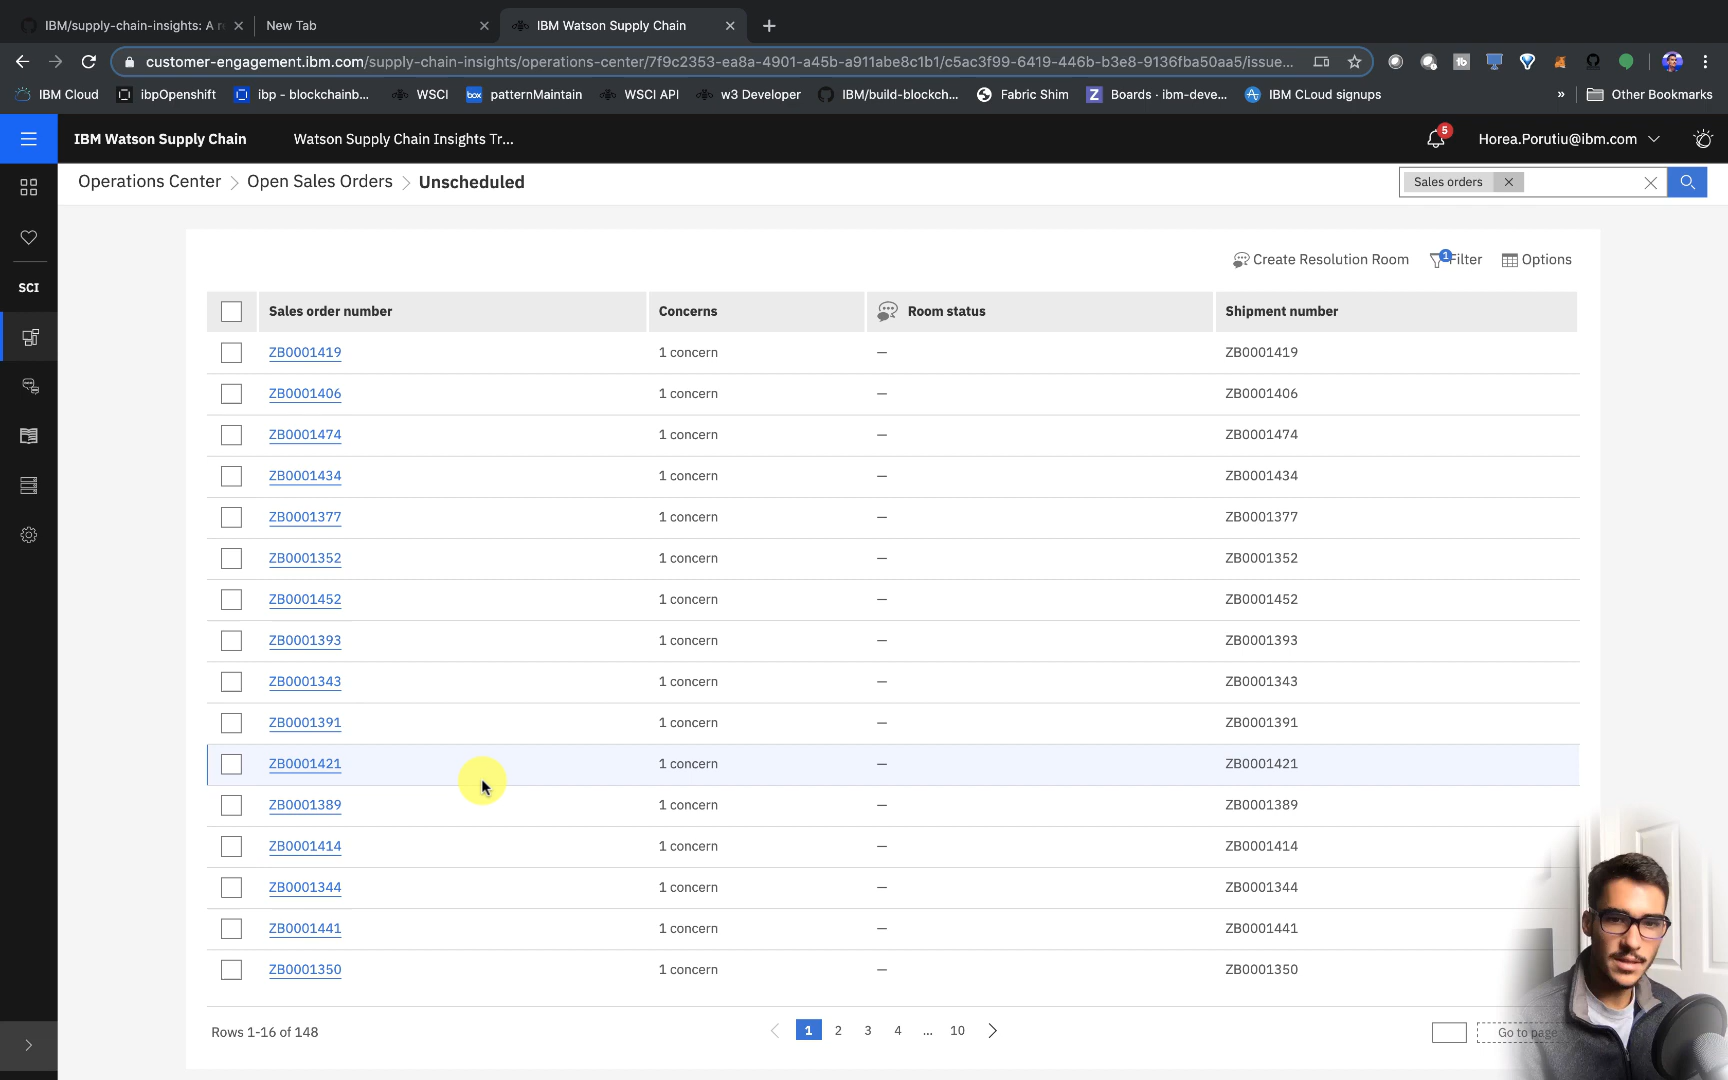 IBM/supply-chain-insights: A r
New Tab
IBM Watson Supply Chain
customer-engagement.ibm.com/supply-chain-insights/operations-center/7f9c2353-ea8a-4901-a45b-a911abe8c1b1/c5ac3f99-6419-446b-b3e8-9136fba50aa5/issue...
IBM Cloud
ibpOpenshift
ibp - blockchainb...
WSCI
box
patternMaintain
WSCI API
w3 Developer
IBM/build-blockch...
Fabric Shim
Z
Boards · ibm-deve...
IBM CLoud signups
»
Other Bookmarks
IBM Watson Supply Chain
Watson Supply Chain Insights Tr...
5
Horea.Porutiu@ibm.com
Operations Center > Open Sales Orders > Unscheduled
Sales orders
SCI
Create Resolution Room
1
Filter
Options
Sales order number Concerns Room status Shipment number
ZB0001419 1 concern — ZB0001419
ZB0001406 1 concern — ZB0001406
ZB0001474 1 concern — ZB0001474
ZB0001434 1 concern — ZB0001434
ZB0001377 1 concern — ZB0001377
ZB0001352 1 concern — ZB0001352
ZB0001452 1 concern — ZB0001452
ZB0001393 1 concern — ZB0001393
ZB0001343 1 concern — ZB0001343
ZB0001391 1 concern — ZB0001391
ZB0001421 1 concern — ZB0001421
ZB0001389 1 concern — ZB0001389
ZB0001414 1 concern — ZB0001414
ZB0001344 1 concern — ZB0001344
ZB0001441 1 concern — ZB0001441
ZB0001350 1 concern — ZB0001350
Rows 1-16 of 148
1 2 3 4 ... 10
Go to page